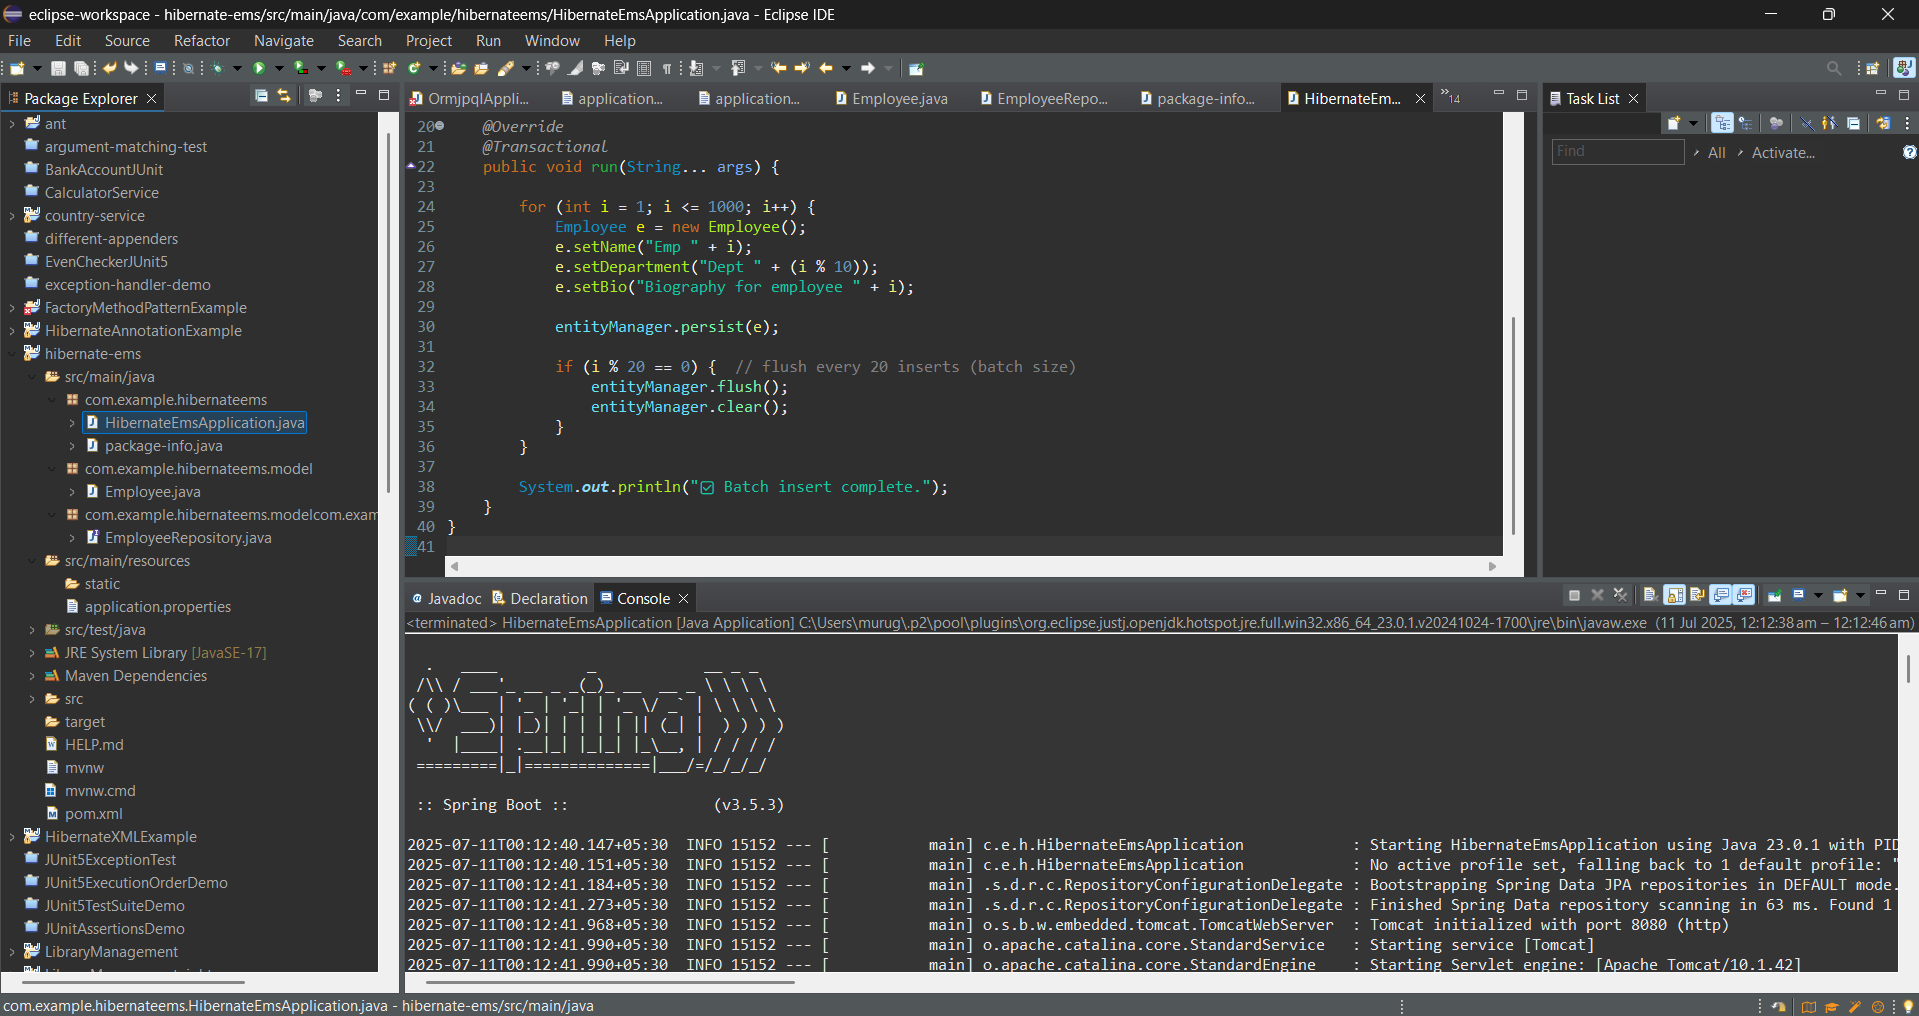 eclipse-workspace - hibernate-ems/src/main/java/com/example/hibernateems/HibernateEmsApplication.java - Eclipse IDE
File Edit Source Refactor Navigate Search Project Run Window Help
Package Explorer
ant
argument-matching-test
BankAccountJUnit
CalculatorService
country-service
different-appenders
EvenCheckerJUnit5
exception-handler-demo
FactoryMethodPatternExample
HibernateAnnotationExample
hibernate-ems
src/main/java
com.example.hibernateems
HibernateEmsApplication.java
package-info.java
com.example.hibernateems.model
Employee.java
com.example.hibernateems.modelcom.exam
EmployeeRepository.java
src/main/resources
static
application.properties
src/test/java
JRE System Library [JavaSE-17]
Maven Dependencies
src
target
HELP.md
mvnw
mvnw.cmd
pom.xml
HibernateXMLExample
JUnit5ExceptionTest
JUnit5ExecutionOrderDemo
JUnit5TestSuiteDemo
JUnitAssertionsDemo
LibraryManagement
OrmjpqlAppli... application... application... Employee.java EmployeeRepo... package-info... HibernateEm... »14
20 @Override
21 @Transactional
22 public void run(String... args) {
23
24 for (int i = 1; i <= 1000; i++) {
25 Employee e = new Employee();
26 e.setName("Emp " + i);
27 e.setDepartment("Dept " + (i % 10));
28 e.setBio("Biography for employee " + i);
29
30 entityManager.persist(e);
31
32 if (i % 20 == 0) { // flush every 20 inserts (batch size)
33 entityManager.flush();
34 entityManager.clear();
35 }
36 }
37
38 System.out.println("☑ Batch insert complete.");
39 }
40 }
41
Task List
Find All Activate...
Javadoc Declaration Console
<terminated> HibernateEmsApplication [Java Application] C:\Users\murug\.p2\pool\plugins\org.eclipse.justj.openjdk.hotspot.jre.full.win32.x86_64_23.0.1.v20241024-1700\jre\bin\javaw.exe (11 Jul 2025, 12:12:38 am – 12:12:46 am)
Spring
:: Spring Boot :: (v3.5.3)
2025-07-11T00:12:40.147+05:30 INFO 15152 --- [ main] c.e.h.HibernateEmsApplication : Starting HibernateEmsApplication using Java 23.0.1 with PID
2025-07-11T00:12:40.151+05:30 INFO 15152 --- [ main] c.e.h.HibernateEmsApplication : No active profile set, falling back to 1 default profile: "
2025-07-11T00:12:41.184+05:30 INFO 15152 --- [ main] .s.d.r.c.RepositoryConfigurationDelegate : Bootstrapping Spring Data JPA repositories in DEFAULT mode.
2025-07-11T00:12:41.273+05:30 INFO 15152 --- [ main] .s.d.r.c.RepositoryConfigurationDelegate : Finished Spring Data repository scanning in 63 ms. Found 1
2025-07-11T00:12:41.968+05:30 INFO 15152 --- [ main] o.s.b.w.embedded.tomcat.TomcatWebServer : Tomcat initialized with port 8080 (http)
2025-07-11T00:12:41.990+05:30 INFO 15152 --- [ main] o.apache.catalina.core.StandardService : Starting service [Tomcat]
2025-07-11T00:12:41.990+05:30 INFO 15152 --- [ main] o.apache.catalina.core.StandardEngine : Starting Servlet engine: [Apache Tomcat/10.1.42]
com.example.hibernateems.HibernateEmsApplication.java - hibernate-ems/src/main/java